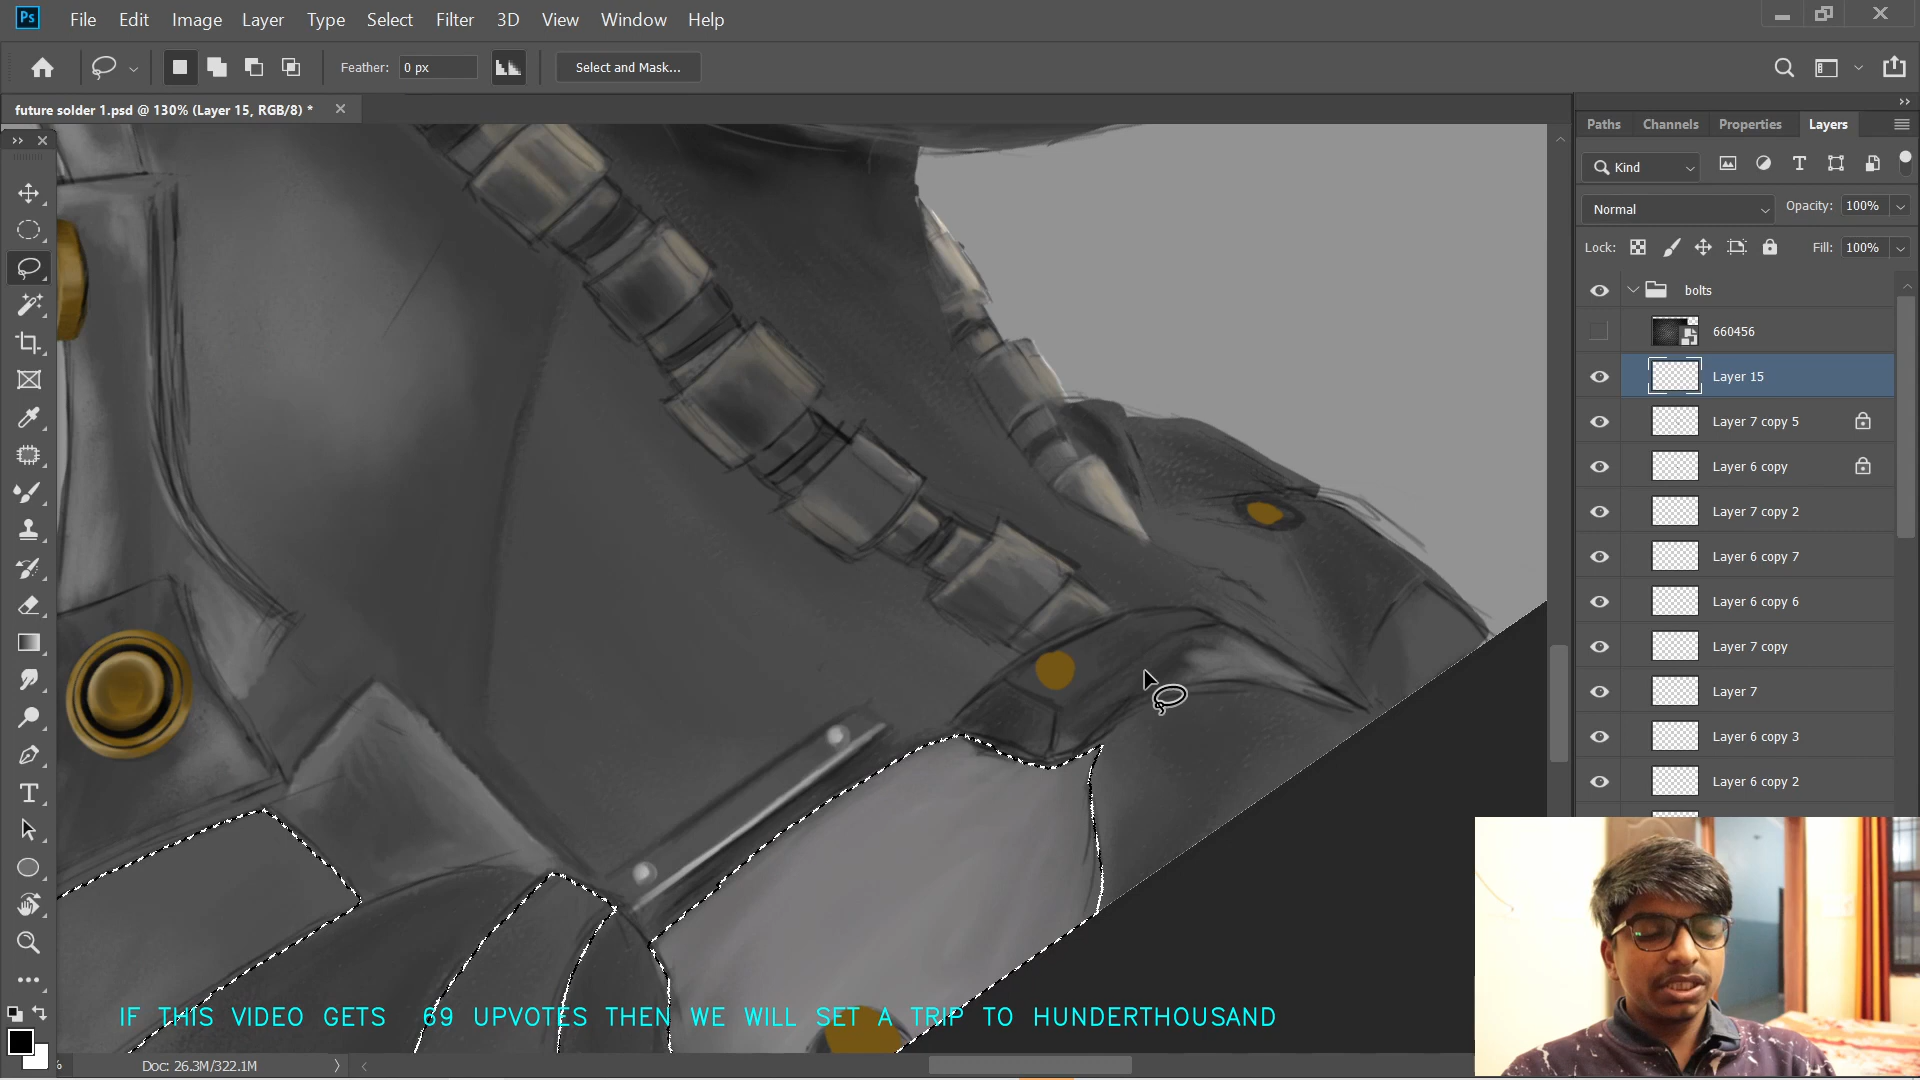 Ps File Edit Image Layer Type Select Filter 3D View Window Help
Feather: 0 px Select and Mask...
future solder 1.psd @ 130% (Layer 15, RGB/8) *
Paths Channels Properties Layers
Kind
Normal Opacity: 100%
Lock: Fill: 100%
bolts
660456
Layer 15
Layer 7 copy 5
Layer 6 copy
Layer 7 copy 2
Layer 6 copy 7
Layer 6 copy 6
Layer 7 copy
Layer 7
Layer 6 copy 3
Layer 6 copy 2
IF THIS VIDEO GETS 69 UPVOTES THEN WE WILL SET A TRIP TO HUNDERTHOUSAND
% Doc: 26.3M/322.1M